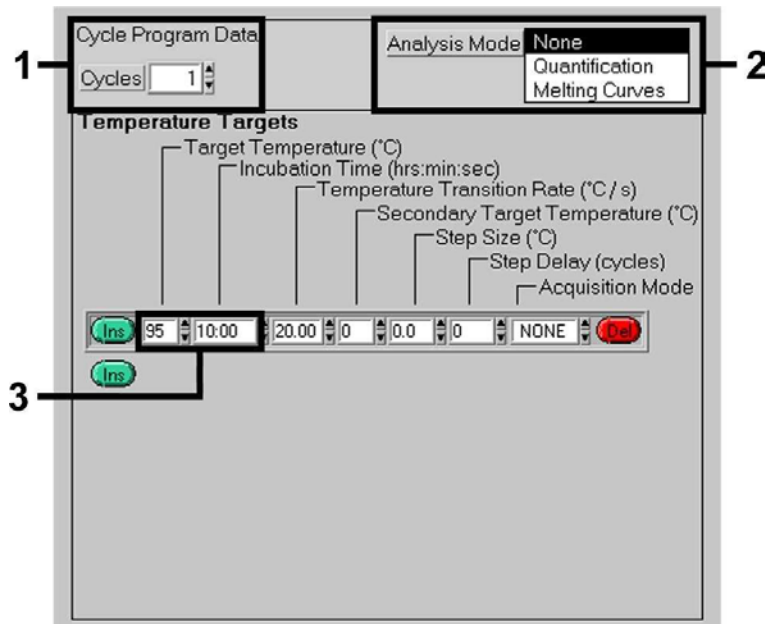 Cycle Program Data
Cycles 1
Analysis Mode None
Quantification
Melting Curves
1
2
Temperature Targets
Target Temperature (°C)
Incubation Time (hrs:min:sec)
Temperature Transition Rate (°C / s)
Secondary Target Temperature (°C)
Step Size (°C)
Step Delay (cycles)
Acquisition Mode
Ins 95 10:00 20.00 0 0.0 0 NONE Del
Ins
3